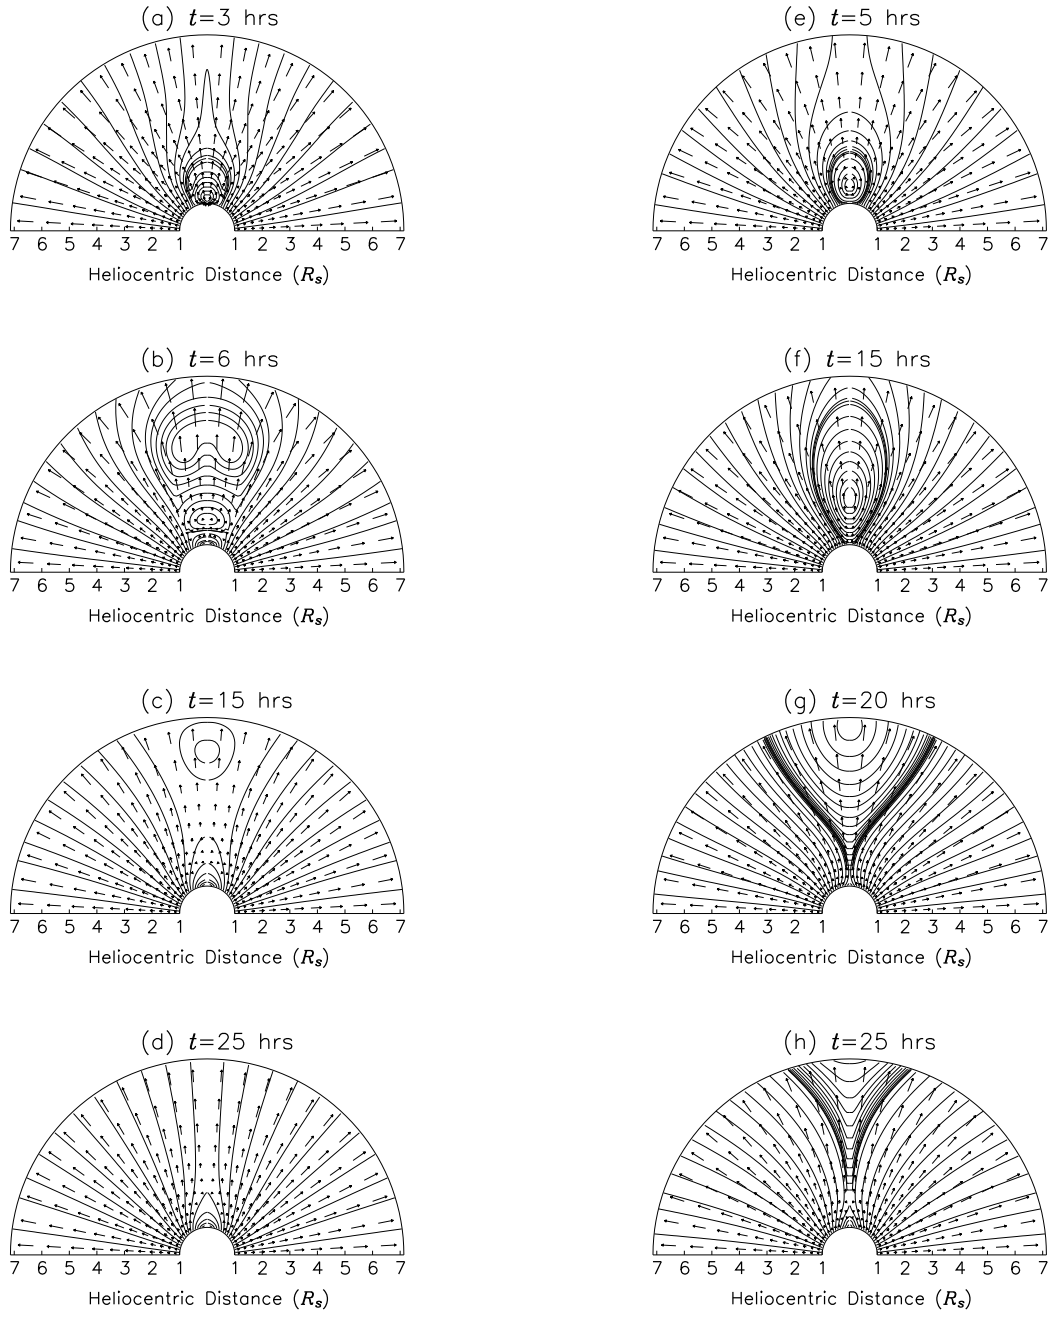 (a) t=3 hrs
7 6 5 4 3 2 1 1 2 3 4 5 6 7
Heliocentric Distance (Rs)
(e) t=5 hrs
7 6 5 4 3 2 1 1 2 3 4 5 6 7
Heliocentric Distance (Rs)
(b) t=6 hrs
7 6 5 4 3 2 1 1 2 3 4 5 6 7
Heliocentric Distance (Rs)
(f) t=15 hrs
7 6 5 4 3 2 1 1 2 3 4 5 6 7
Heliocentric Distance (Rs)
(c) t=15 hrs
7 6 5 4 3 2 1 1 2 3 4 5 6 7
Heliocentric Distance (Rs)
(g) t=20 hrs
7 6 5 4 3 2 1 1 2 3 4 5 6 7
Heliocentric Distance (Rs)
(d) t=25 hrs
7 6 5 4 3 2 1 1 2 3 4 5 6 7
Heliocentric Distance (Rs)
(h) t=25 hrs
7 6 5 4 3 2 1 1 2 3 4 5 6 7
Heliocentric Distance (Rs)